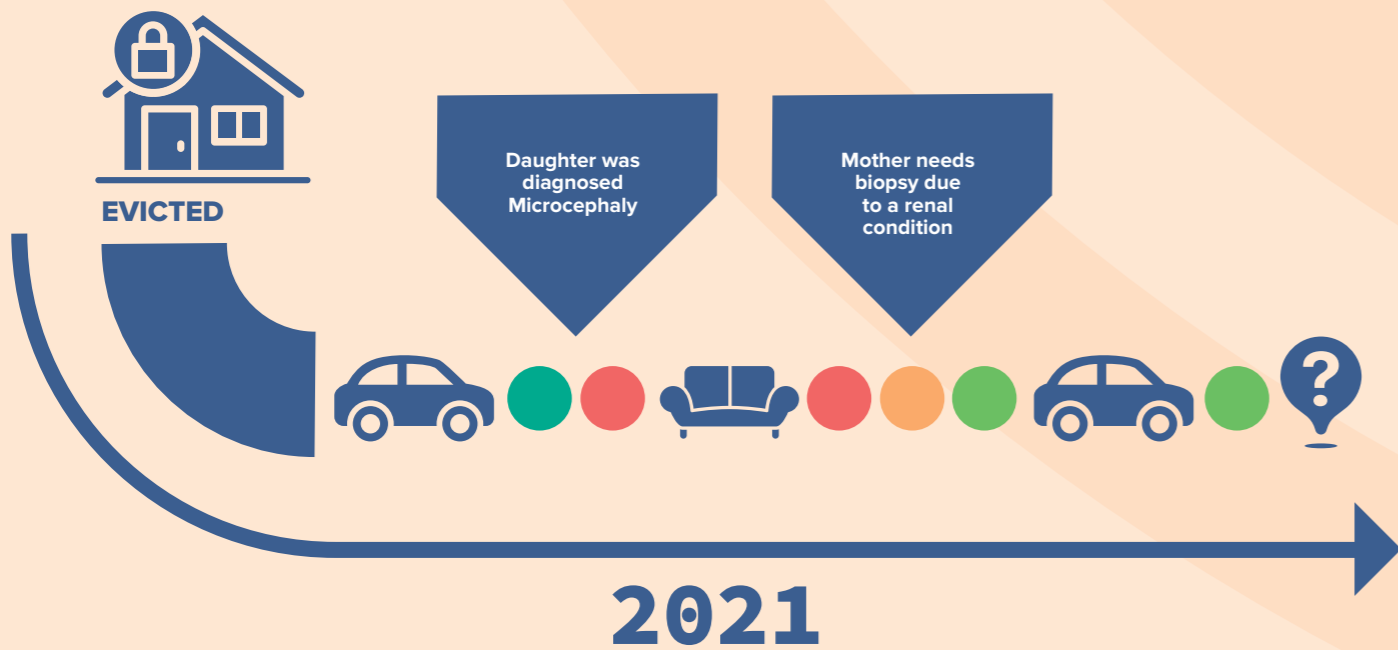 EVICTED
Daughter was
diagnosed
Microcephaly
Mother needs
biopsy due
to a renal
condition
?
2021